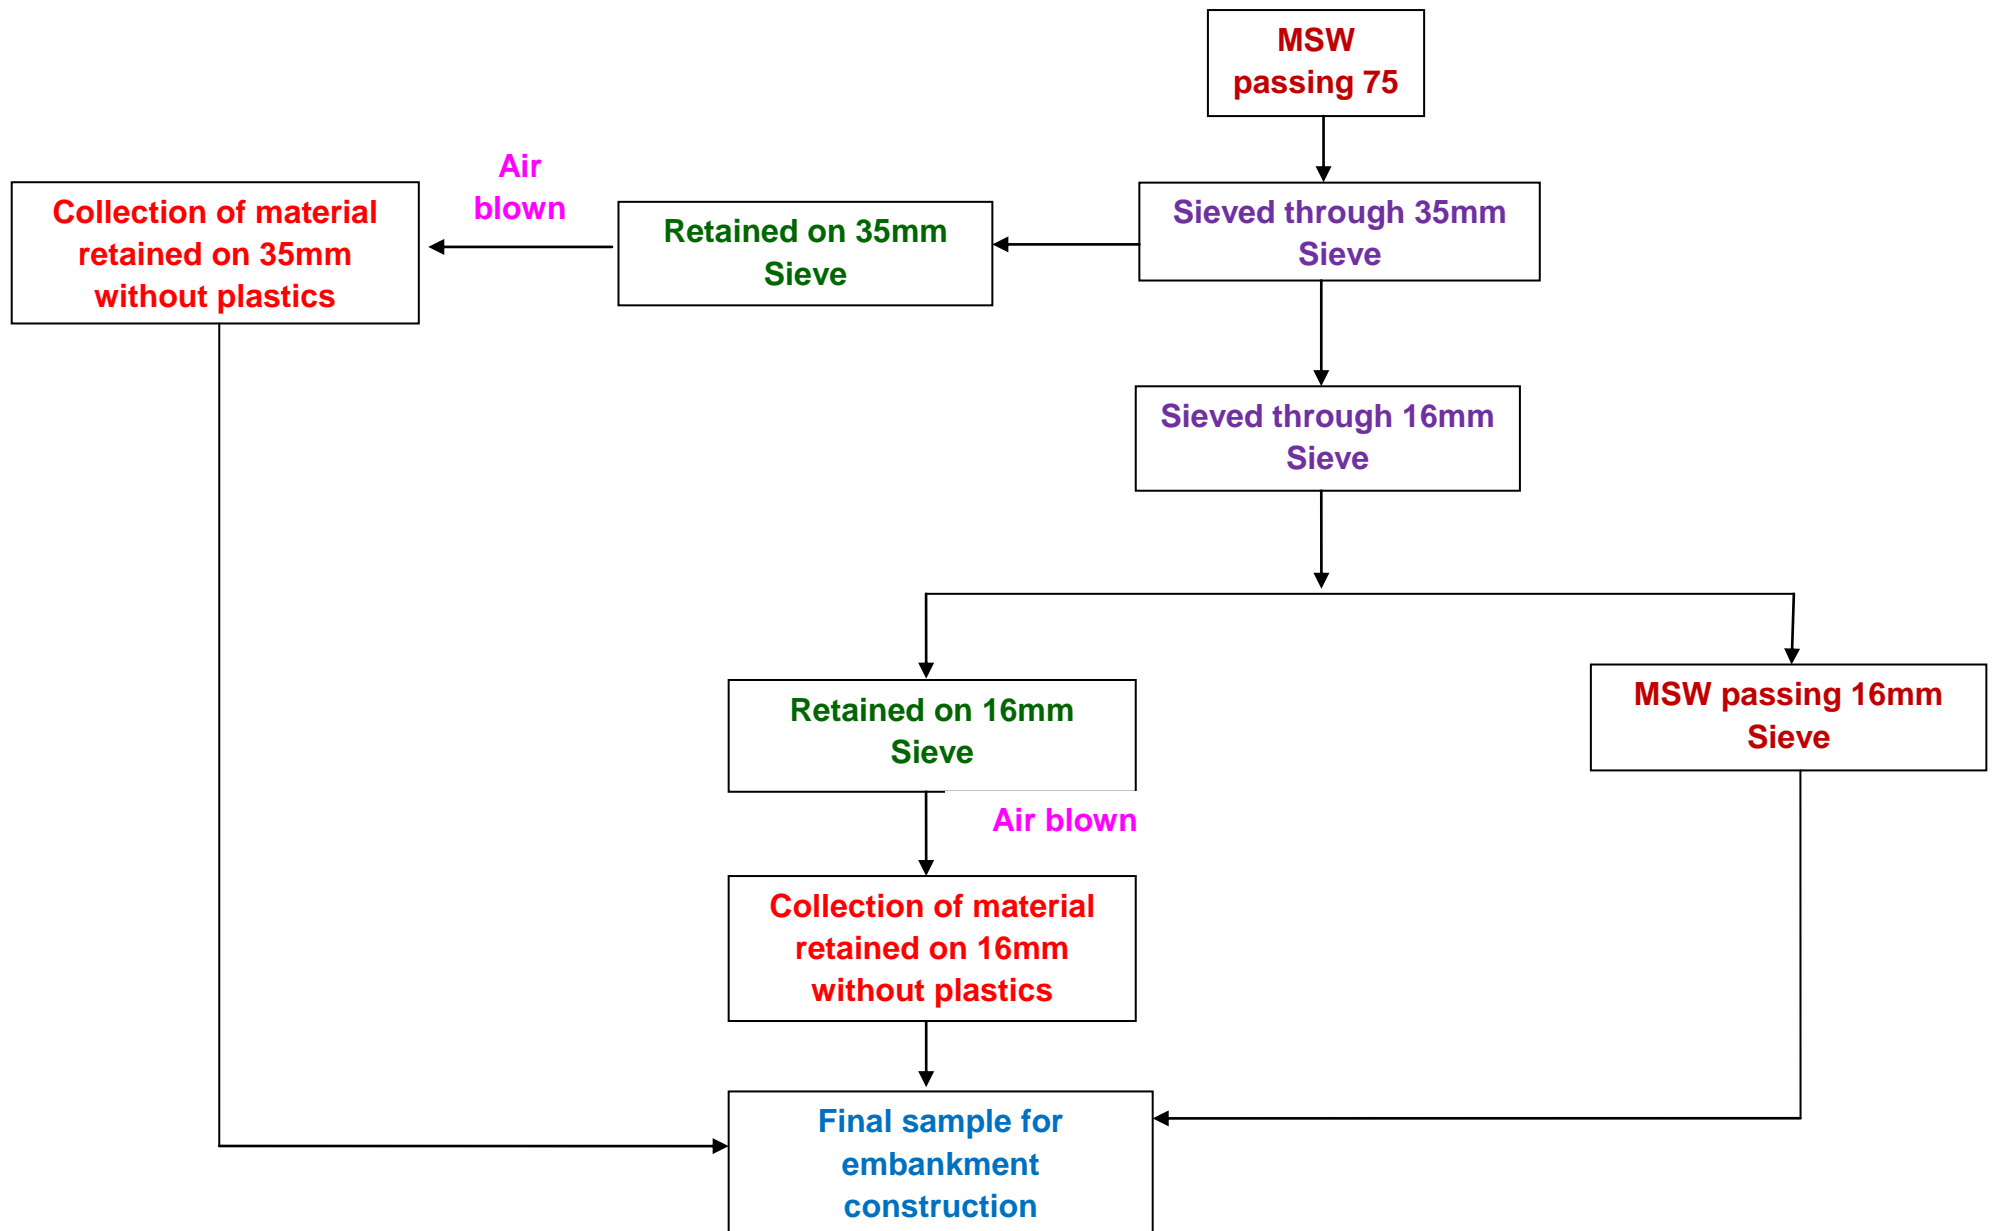 MSW
passing 75
Air
blown
Collection of material
retained on 35mm
without plastics
Retained on 35mm
Sieve
Sieved through 35mm
Sieve
Sieved through 16mm
Sieve
Retained on 16mm
Sieve
MSW passing 16mm
Sieve
Air blown
Collection of material
retained on 16mm
without plastics
Final sample for
embankment
construction